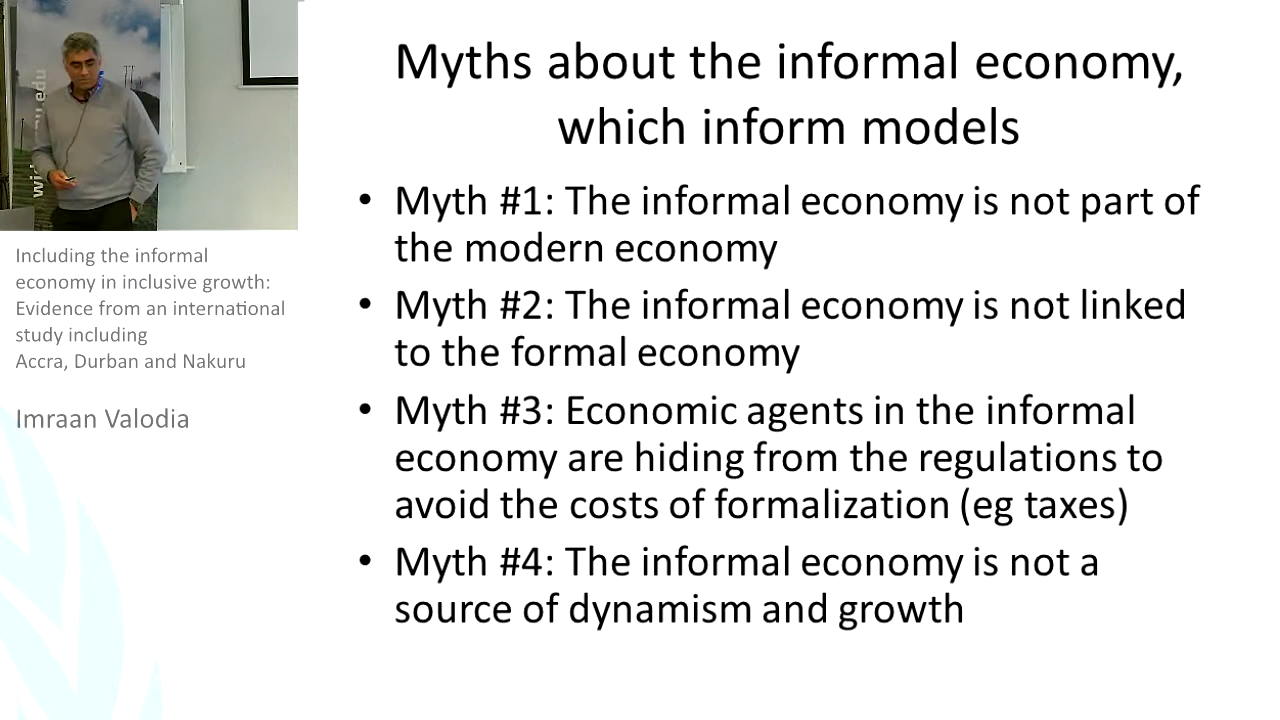 Myths about the informal economy,
which inform models
• Myth #1: The informal economy is not part of
the modern economy
• Myth #2: The informal economy is not linked
to the formal economy
• Myth #3: Economic agents in the informal
economy are hiding from the regulations to
avoid the costs of formalization (eg taxes)
• Myth #4: The informal economy is not a
source of dynamism and growth
Including the informal
economy in inclusive growth:
Evidence from an international
study including
Accra, Durban and Nakuru
Imraan Valodia